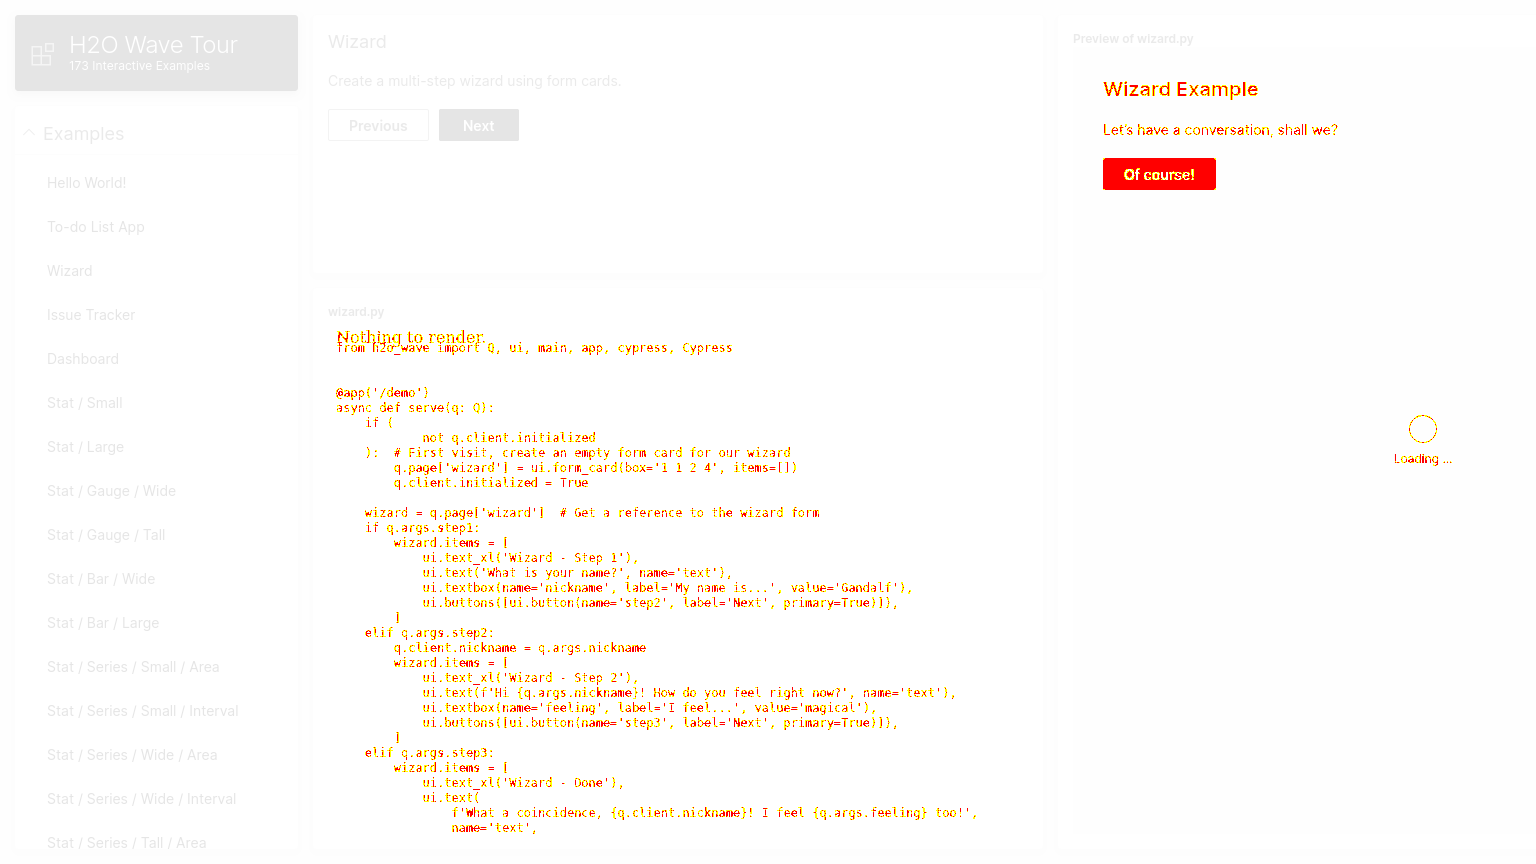 H2O Wave Tour
173 Interactive Examples
Examples
Hello World!
To-do List App
Wizard
Issue Tracker
Dashboard
Stat / Small
Stat / Large
Stat / Gauge / Wide
Stat / Gauge / Tall
Stat / Bar / Wide
Stat / Bar / Large
Stat / Series / Small / Area
Stat / Series / Small / Interval
Stat / Series / Wide / Area
Stat / Series / Wide / Interval
Stat / Series / Tall / Area
Wizard
Create a multi-step wizard using form cards.
Previous Next
wizard.py
Nothing to render.
from h2o_wave import Q, ui, main, app, cypress, Cypress
@app('/demo')
async def serve(q: Q):
    if (
            not q.client.initialized
    ):  # First visit, create an empty form card for our wizard
        q.page['wizard'] = ui.form_card(box='1 1 2 4', items=[])
        q.client.initialized = True
    wizard = q.page['wizard']  # Get a reference to the wizard form
    if q.args.step1:
        wizard.items = [
            ui.text_xl('Wizard - Step 1'),
            ui.text('What is your name?', name='text'),
            ui.textbox(name='nickname', label='My name is...', value='Gandalf'),
            ui.buttons([ui.button(name='step2', label='Next', primary=True)]),
        ]
    elif q.args.step2:
        q.client.nickname = q.args.nickname
        wizard.items = [
            ui.text_xl('Wizard - Step 2'),
            ui.text(f'Hi {q.args.nickname}! How do you feel right now?', name='text'),
            ui.textbox(name='feeling', label='I feel...', value='magical'),
            ui.buttons([ui.button(name='step3', label='Next', primary=True)]),
        ]
    elif q.args.step3:
        wizard.items = [
            ui.text_xl('Wizard - Done'),
            ui.text(
                f'What a coincidence, {q.client.nickname}! I feel {q.args.feeling} too!',
                name='text',
Preview of wizard.py
Wizard Example
Let's have a conversation, shall we?
Of course!
Loading ...